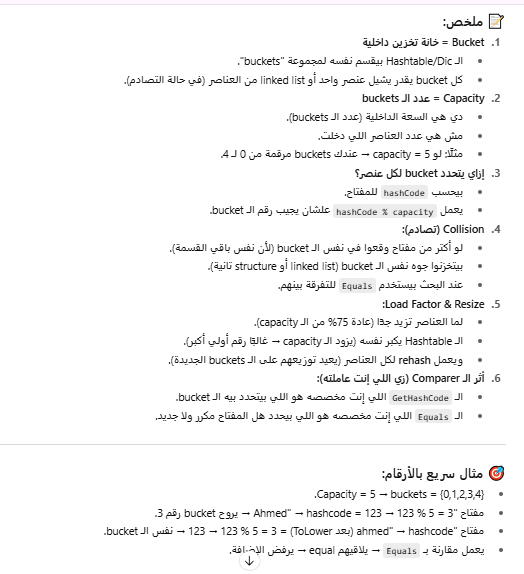 📝 ملخص:
1. Bucket = خانة تخزين داخلية
• الـ Hashtable/Dic بيقسم نفسه لمجموعة "buckets".
• كل bucket يقدر يشيل عنصر واحد أو linked list من العناصر (في حالة التصادم).
2. Capacity = عدد الـ buckets
• دي هي السعة الداخلية (عدد الـ buckets).
• مش هي عدد العناصر اللي دخلت.
• مثلًا: لو capacity = 5 → عندك buckets مرقمة من 0 لـ 4.
3. إزاي يتحدد bucket لكل عنصر؟
• بيحسب hashCode للمفتاح.
• يعمل hashCode % capacity علشان يجيب رقم الـ bucket.
4. Collision (تصادم):
• لو أكتر من مفتاح وقعوا في نفس الـ bucket (لأن نفس باقي القسمة).
• بيتخزنوا جوه نفس الـ bucket (linked list أو structure تانية).
• عند البحث بيستخدم Equals للتفرقة بينهم.
5. Load Factor & Resize:
• لما العناصر تزيد جدًا (عادة 75% من الـ capacity).
• الـ Hashtable يكبر نفسه (يزود الـ capacity → غالبًا رقم أولي أكبر).
• ويعمل rehash لكل العناصر (يعيد توزيعهم على الـ buckets الجديدة).
6. أثر الـ Comparer (زي اللي إنت عاملته):
• الـ GetHashCode اللي إنت مخصصه هو اللي بيتحدد بيه الـ bucket.
• الـ Equals اللي إنت مخصصه هو اللي بيحدد هل المفتاح مكرر ولا جديد.
🎯 مثال سريع بالأرقام:
• Capacity = 5 → buckets = {0,1,2,3,4}.
• مفتاح "Ahmed" → hashcode = 123 → 123 % 5 = 3 → يروح bucket رقم 3.
• مفتاح "ahmed" → hashcode (بعد ToLower) = 123 → 123 % 5 = 3 → نفس الـ bucket.
• يعمل مقارنة بـ Equals → يلاقيهم equal → يرفض الإضافة.